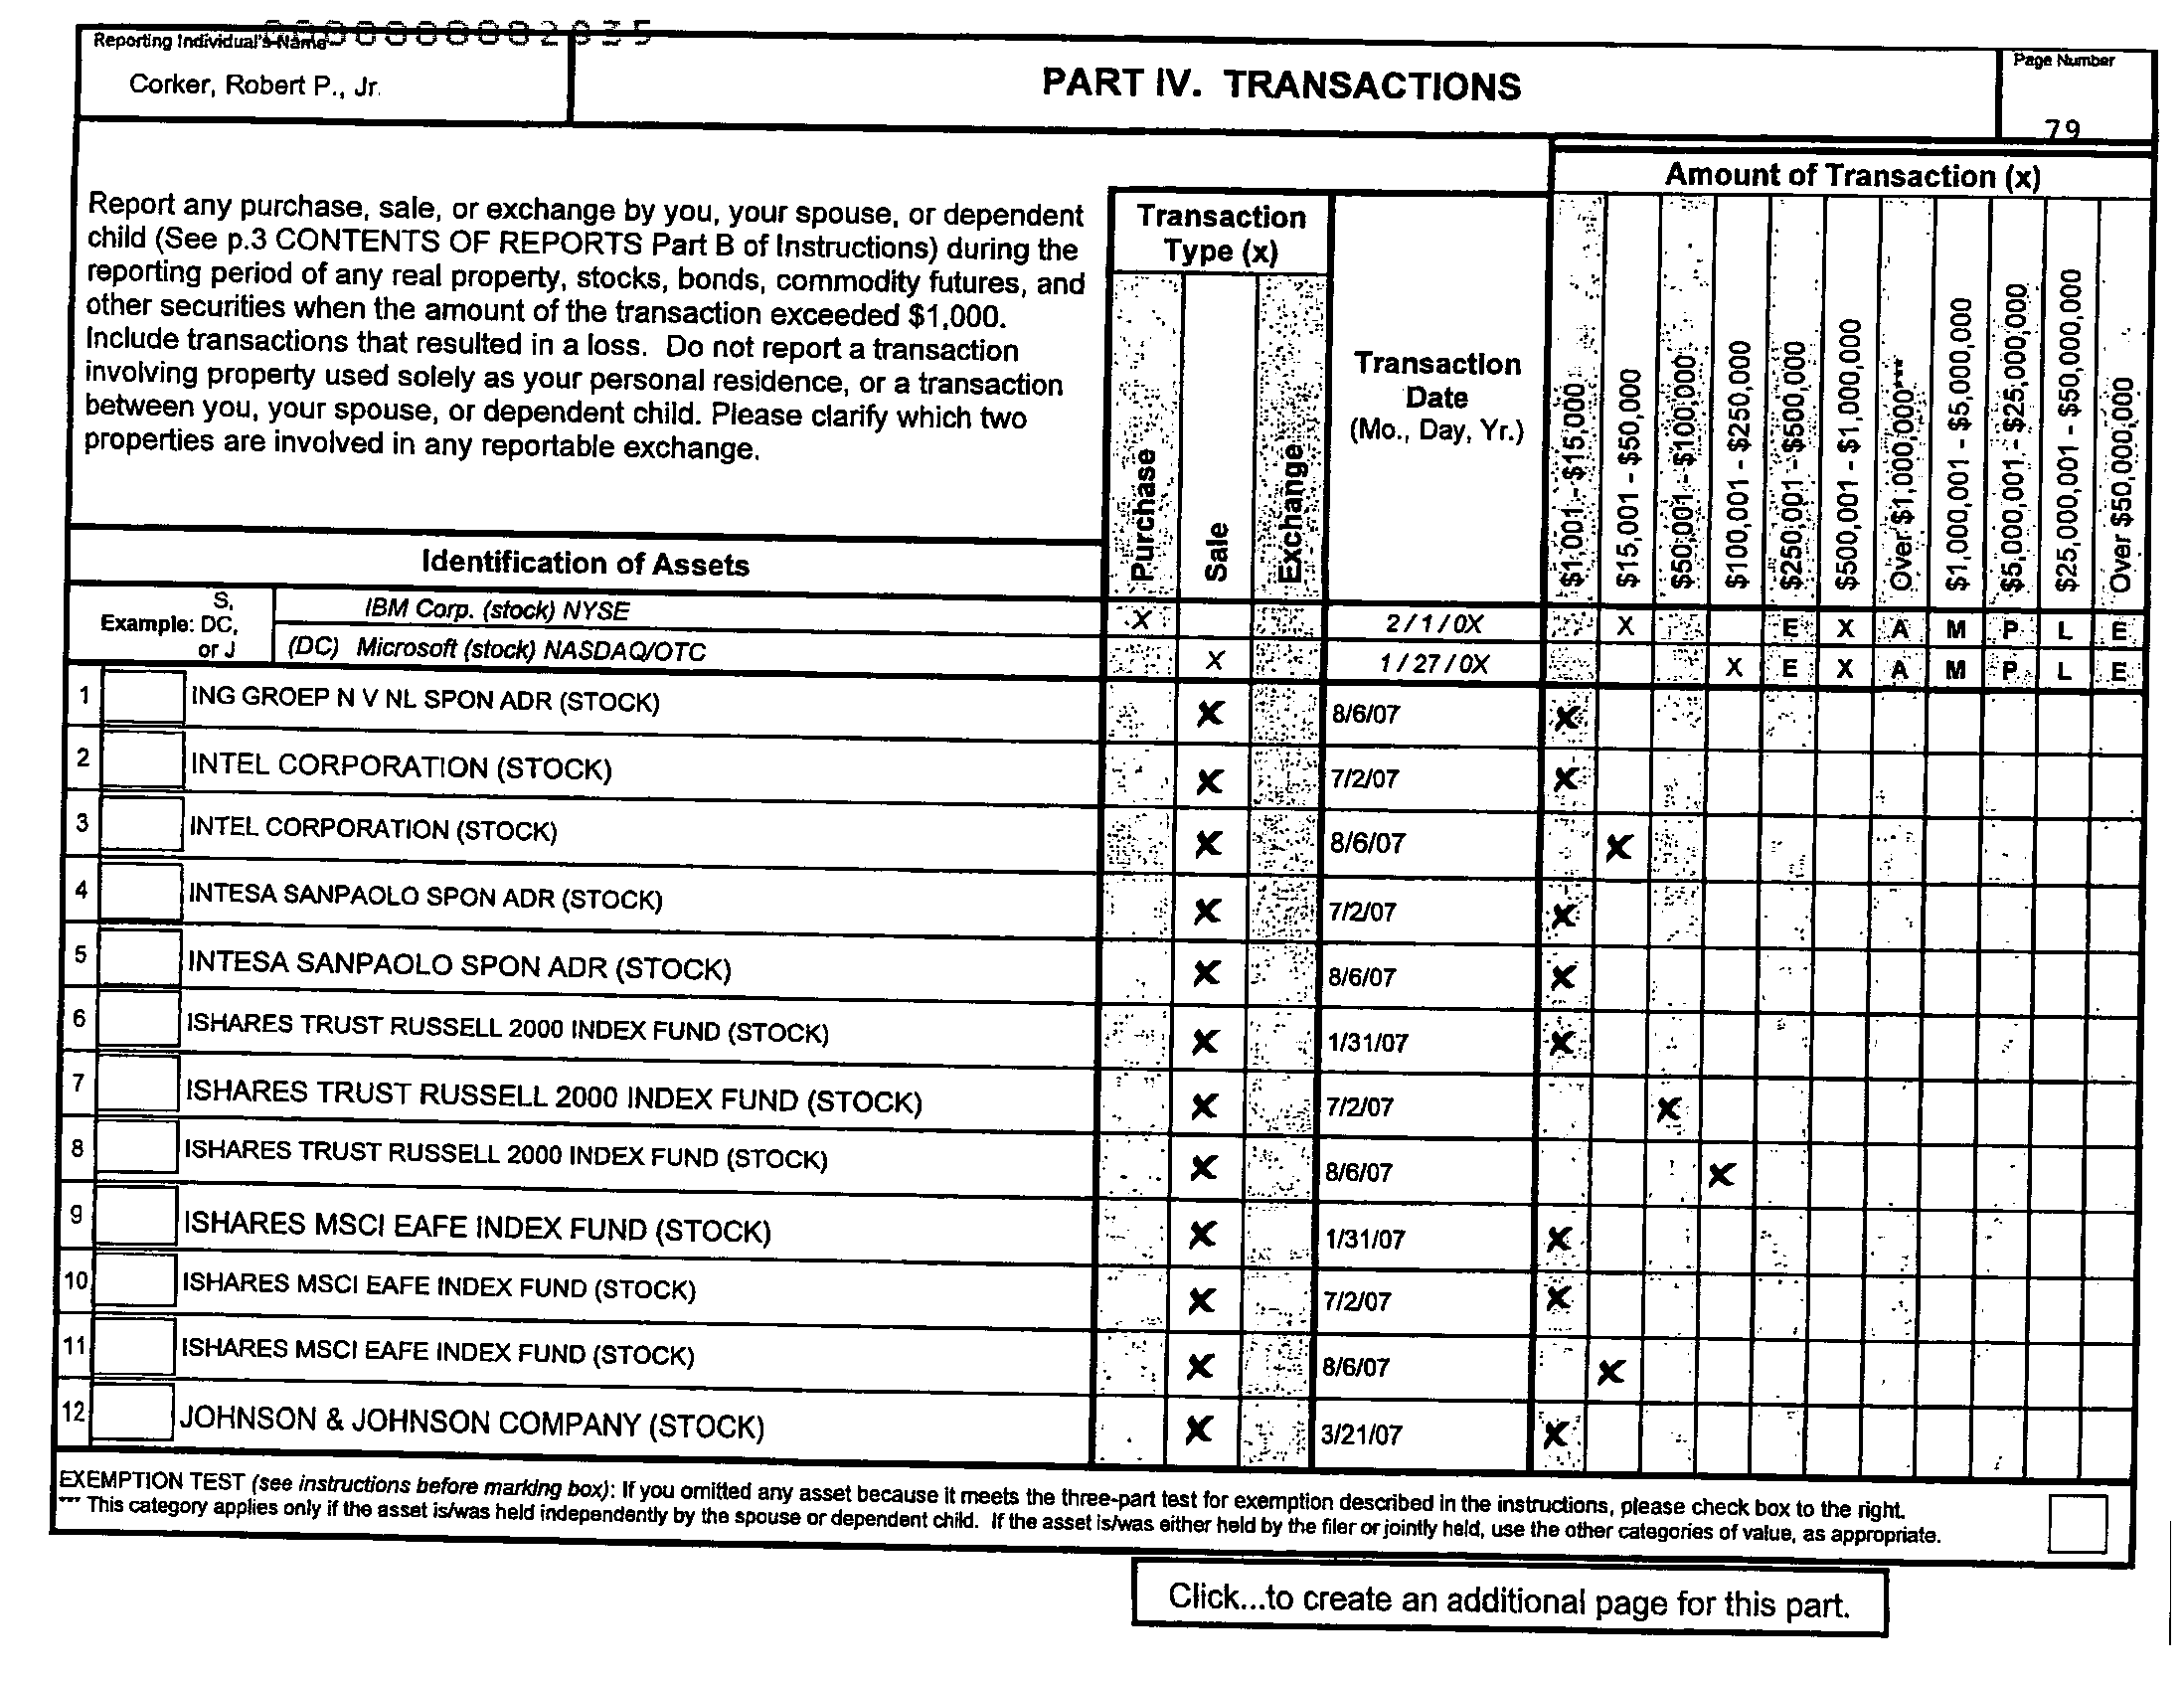 Reporting Individual's Name
Corker, Robert P., Jr.
PART IV. TRANSACTIONS
Page Number
79
Report any purchase, sale, or exchange by you, your spouse, or dependent
child (See p.3 CONTENTS OF REPORTS Part B of Instructions) during the
reporting period of any real property, stocks, bonds, commodity futures, and
other securities when the amount of the transaction exceeded $1,000.
Include transactions that resulted in a loss. Do not report a transaction
involving property used solely as your personal residence, or a transaction
between you, your spouse, or dependent child. Please clarify which two
properties are involved in any reportable exchange.
Identification of Assets
Transaction
Type (x)
Purchase
Sale
Exchange
Transaction
Date
(Mo., Day, Yr.)
Amount of Transaction (x)
$1,001 - $15,000
$15,001 - $50,000
$50,001 - $100,000
$100,001 - $250,000
$250,001 - $500,000
$500,001 - $1,000,000
Over $1,000,000***
$1,000,001 - $5,000,000
$5,000,001 - $25,000,000
$25,000,001 - $50,000,000
Over $50,000,000
Example: S, DC, or J
IBM Corp. (stock) NYSE X 2 / 1 / 0X X E X A M P L E
(DC) Microsoft (stock) NASDAQ/OTC X 1 / 27 / 0X X E X A M P L E
1 ING GROEP N V NL SPON ADR (STOCK) X 8/6/07 X
2 INTEL CORPORATION (STOCK) X 7/2/07 X
3 INTEL CORPORATION (STOCK) X 8/6/07 X
4 INTESA SANPAOLO SPON ADR (STOCK) X 7/2/07 X
5 INTESA SANPAOLO SPON ADR (STOCK) X 8/6/07 X
6 ISHARES TRUST RUSSELL 2000 INDEX FUND (STOCK) X 1/31/07 X
7 ISHARES TRUST RUSSELL 2000 INDEX FUND (STOCK) X 7/2/07 X
8 ISHARES TRUST RUSSELL 2000 INDEX FUND (STOCK) X 8/6/07 X
9 ISHARES MSCI EAFE INDEX FUND (STOCK) X 1/31/07 X
10 ISHARES MSCI EAFE INDEX FUND (STOCK) X 7/2/07 X
11 ISHARES MSCI EAFE INDEX FUND (STOCK) X 8/6/07 X
12 JOHNSON & JOHNSON COMPANY (STOCK) X 3/21/07 X
EXEMPTION TEST (see instructions before marking box): If you omitted any asset because it meets the three-part test for exemption described in the instructions, please check box to the right.
*** This category applies only if the asset is/was held independently by the spouse or dependent child. If the asset is/was either held by the filer or jointly held, use the other categories of value, as appropriate.
Click...to create an additional page for this part.